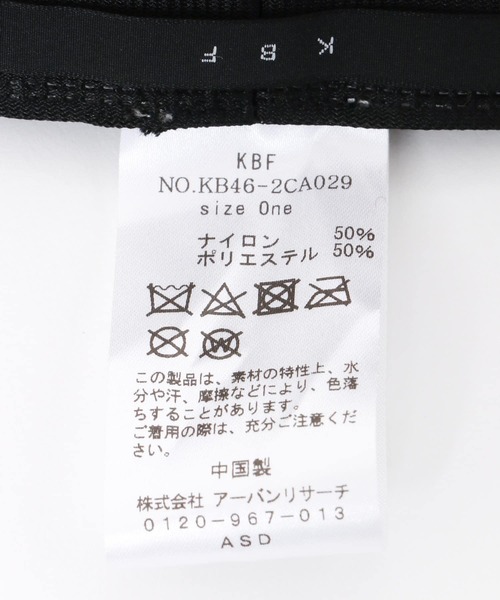 KBF
KBF
NO.KB46-2CA029
size One
ナイロン 50%
ポリエステル 50%
W
この製品は、素材の特性上、水
分や汗、摩擦などにより、色落
ちすることがあります。
ご着用の際は、充分ご注意くだ
さい。
中国製
株式会社 アーバンリサーチ
0120-967-013
ASD